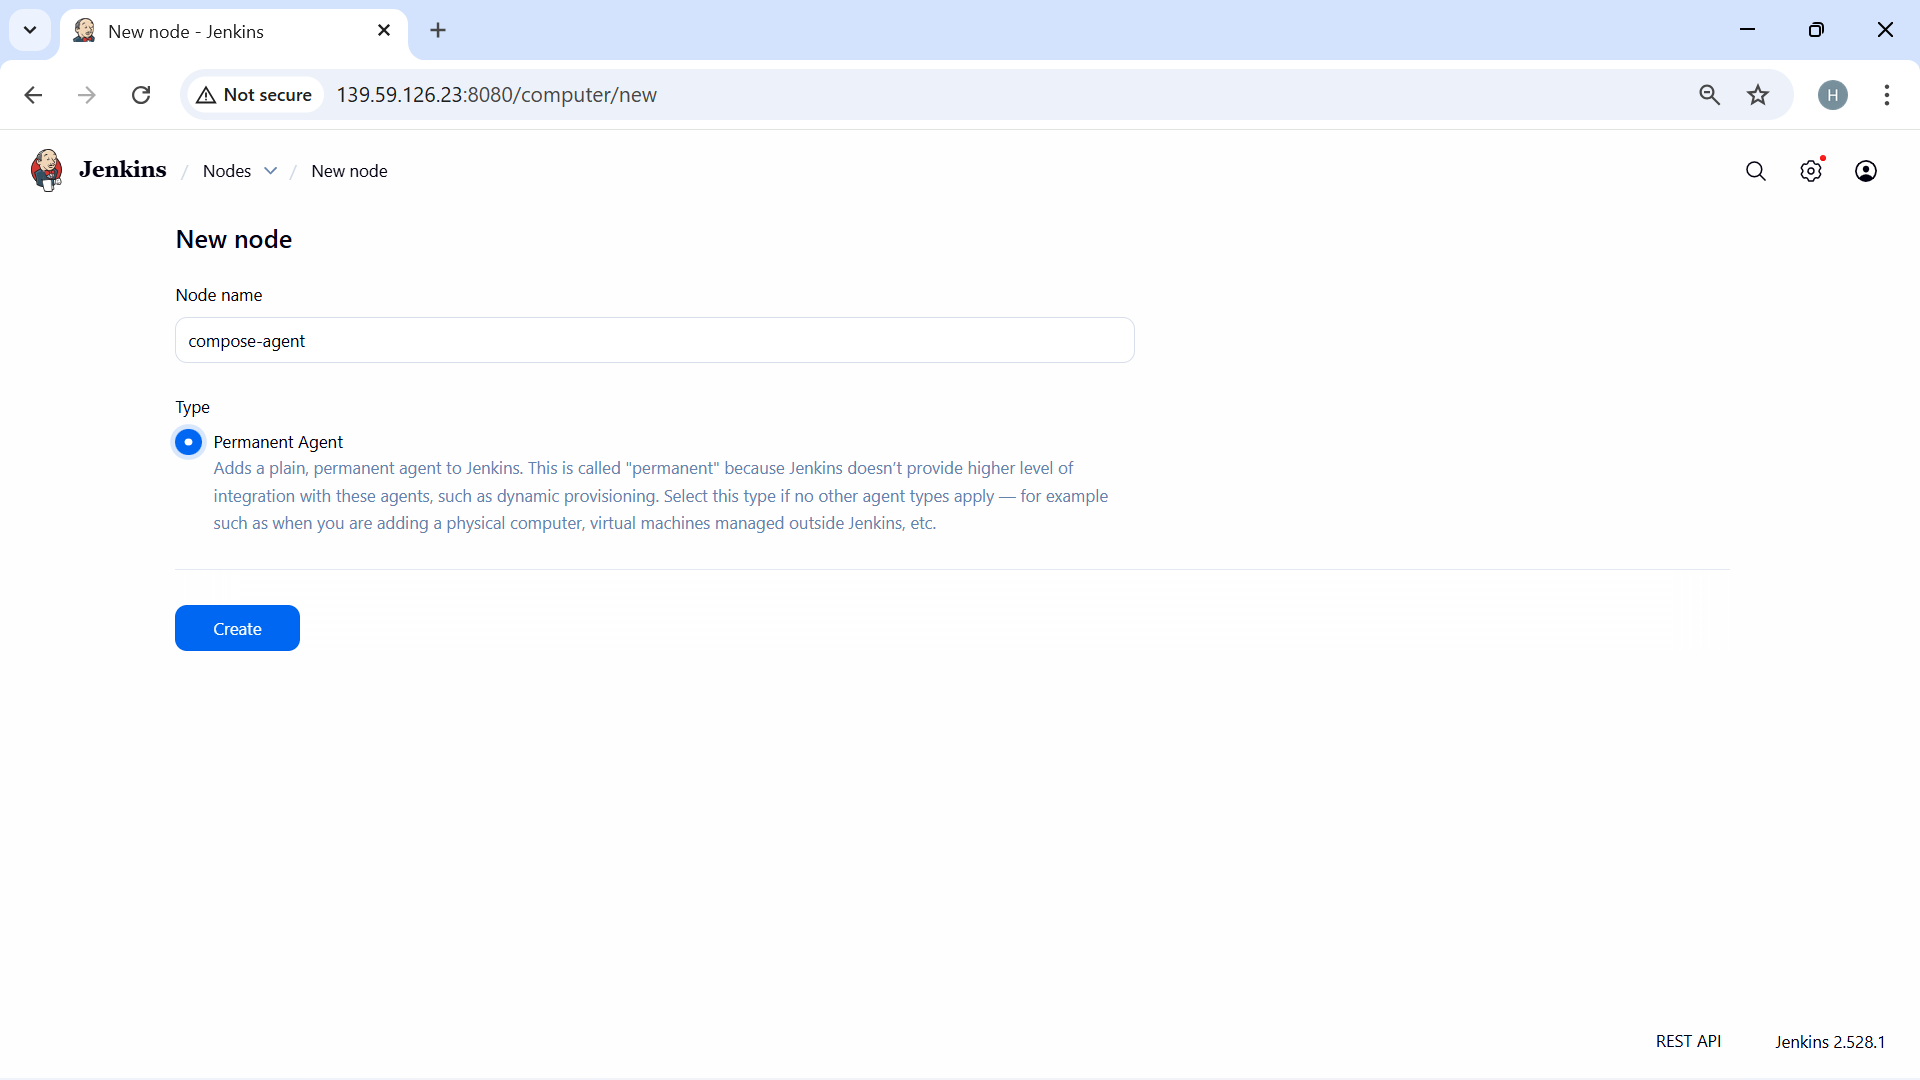 New node - Jenkins
Not secure
139.59.126.23:8080/computer/new
H
Jenkins / Nodes / New node
New node
Node name
compose-agent
Type
Permanent Agent
Adds a plain, permanent agent to Jenkins. This is called "permanent" because Jenkins doesn’t provide higher level of
integration with these agents, such as dynamic provisioning. Select this type if no other agent types apply — for example
such as when you are adding a physical computer, virtual machines managed outside Jenkins, etc.
Create
REST API
Jenkins 2.528.1